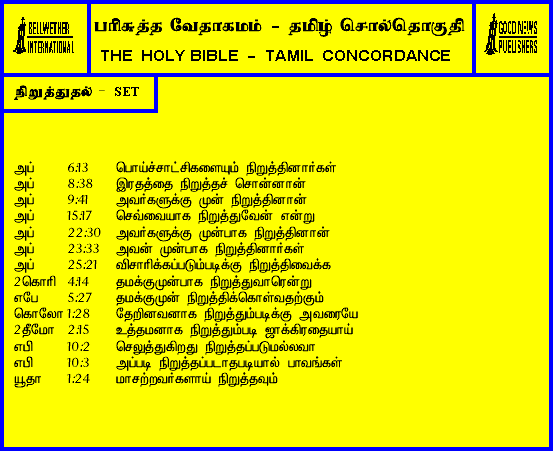 BELLWETHER
INTERNATIONAL
பரிசுத்த வேதாகமம் - தமிழ் சொல்தொகுதி
THE HOLY BIBLE - TAMIL CONCORDANCE
GOOD NEWS
PUBLISHERS
நிறுத்துதல் - SET
அப் 6:13 பொய்ச்சாட்சிகளையும் நிறுத்தினார்கள்
அப் 8:38 இரதத்தை நிறுத்தச் சொன்னான்
அப் 9:41 அவர்களுக்கு முன் நிறுத்தினான்
அப் 15:17 செவ்வையாக நிறுத்துவேன் என்று
அப் 22:30 அவர்களுக்கு முன்பாக நிறுத்தினான்
அப் 23:33 அவன் முன்பாக நிறுத்தினார்கள்
அப் 25:21 விசாரிக்கப்படும்படிக்கு நிறுத்திவைக்க
2கொரி 4:14 தமக்குமுன்பாக நிறுத்துவாரென்று
எபே 5:27 தமக்குமுன் நிறுத்திக்கொள்வதற்கும்
கொலோ 1:28 தேறினவனாக நிறுத்தும்படிக்கு அவரையே
2தீமோ 2:15 உத்தமனாக நிறுத்தும்படி ஜாக்கிரதையாய்
எபி 10:2 செலுத்துகிறது நிறுத்தப்படுமல்லவா
எபி 10:3 அப்படி நிறுத்தப்படாதபடியால் பாவங்கள்
யூதா 1:24 மாசற்றவர்களாய் நிறுத்தவும்